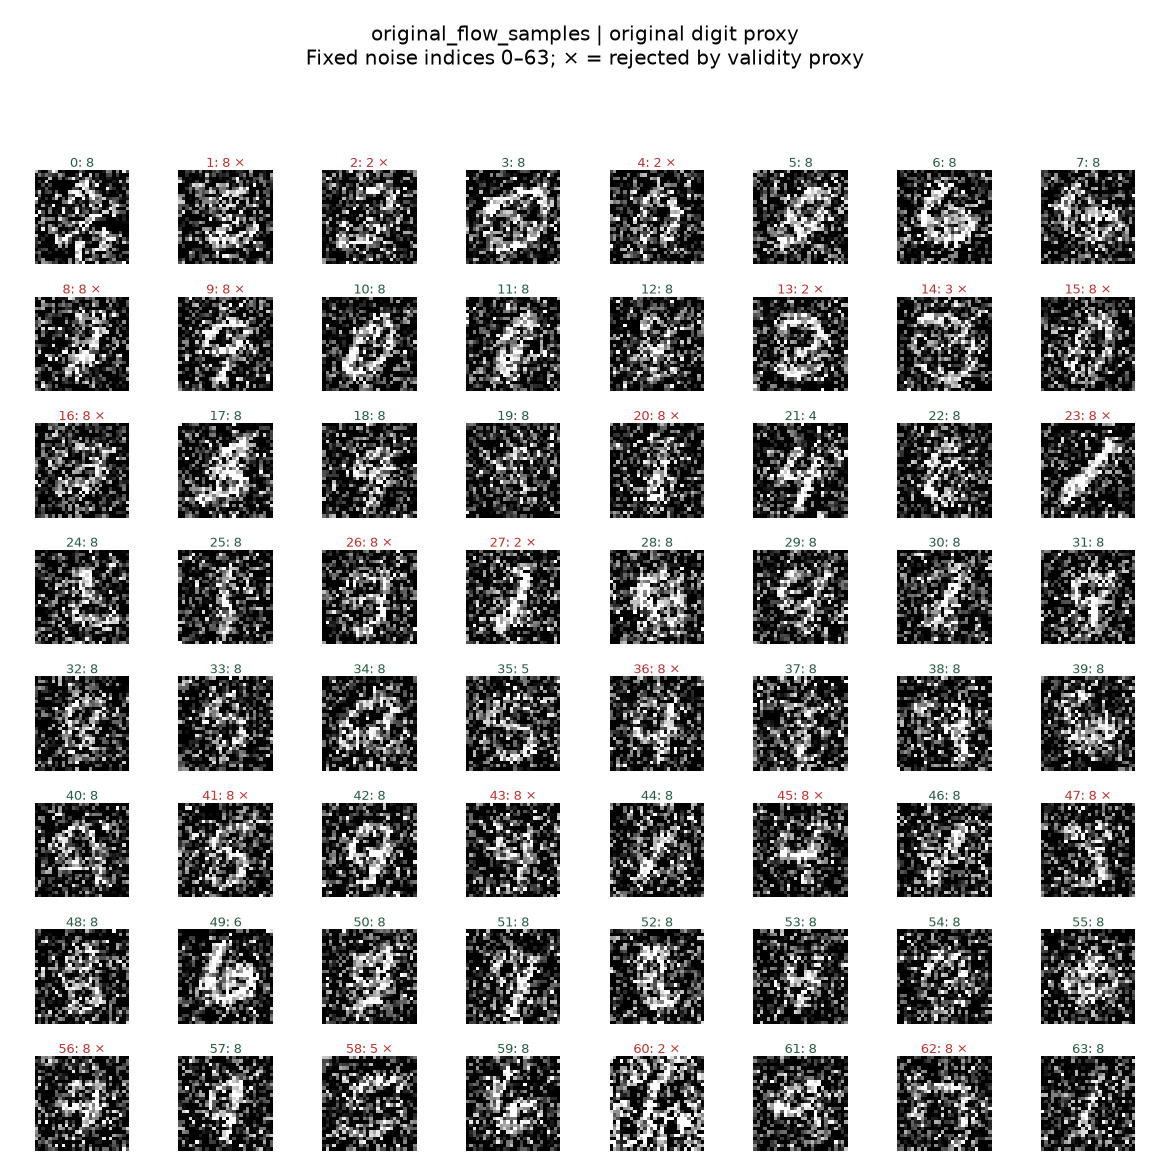 original_flow_samples | original digit proxy
Fixed noise indices 0–63; × = rejected by validity proxy
0: 8 1: 8 × 2: 2 × 3: 8 4: 2 × 5: 8 6: 8 7: 8
8: 8 × 9: 8 × 10: 8 11: 8 12: 8 13: 2 × 14: 3 × 15: 8 ×
16: 8 × 17: 8 18: 8 19: 8 20: 8 × 21: 4 22: 8 23: 8 ×
24: 8 25: 8 26: 8 × 27: 2 × 28: 8 29: 8 30: 8 31: 8
32: 8 33: 8 34: 8 35: 5 36: 8 × 37: 8 38: 8 39: 8
40: 8 41: 8 × 42: 8 43: 8 × 44: 8 45: 8 × 46: 8 47: 8 ×
48: 8 49: 6 50: 8 51: 8 52: 8 53: 8 54: 8 55: 8
56: 8 × 57: 8 58: 5 × 59: 8 60: 2 × 61: 8 62: 8 × 63: 8